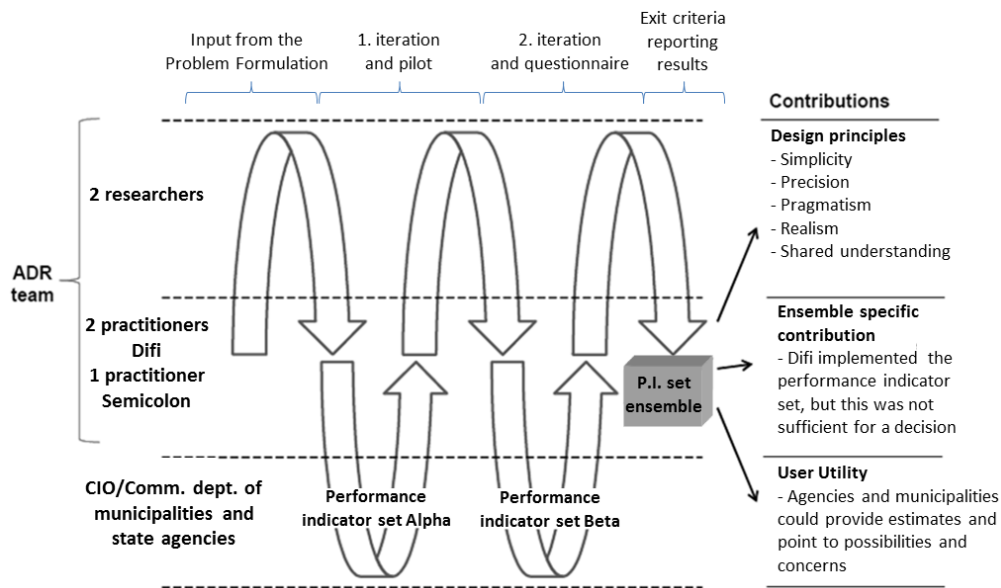 Input from the
Problem Formulation
1. iteration
and pilot
2. iteration
and questionnaire
Exit criteria
reporting
results
Contributions
Design principles
- Simplicity
- Precision
- Pragmatism
- Realism
- Shared understanding
2 researchers
ADR
team
2 practitioners
Difi
1 practitioner
Semicolon
P.I. set
ensemble
Ensemble specific
contribution
- Difi implemented the
performance indicator
set, but this was not
sufficient for a decision
CIO/Comm. dept. of
municipalities and
state agencies
Performance
indicator set Alpha
Performance
indicator set Beta
User Utility
- Agencies and municipalities
could provide estimates and
point to possibilities and
concerns